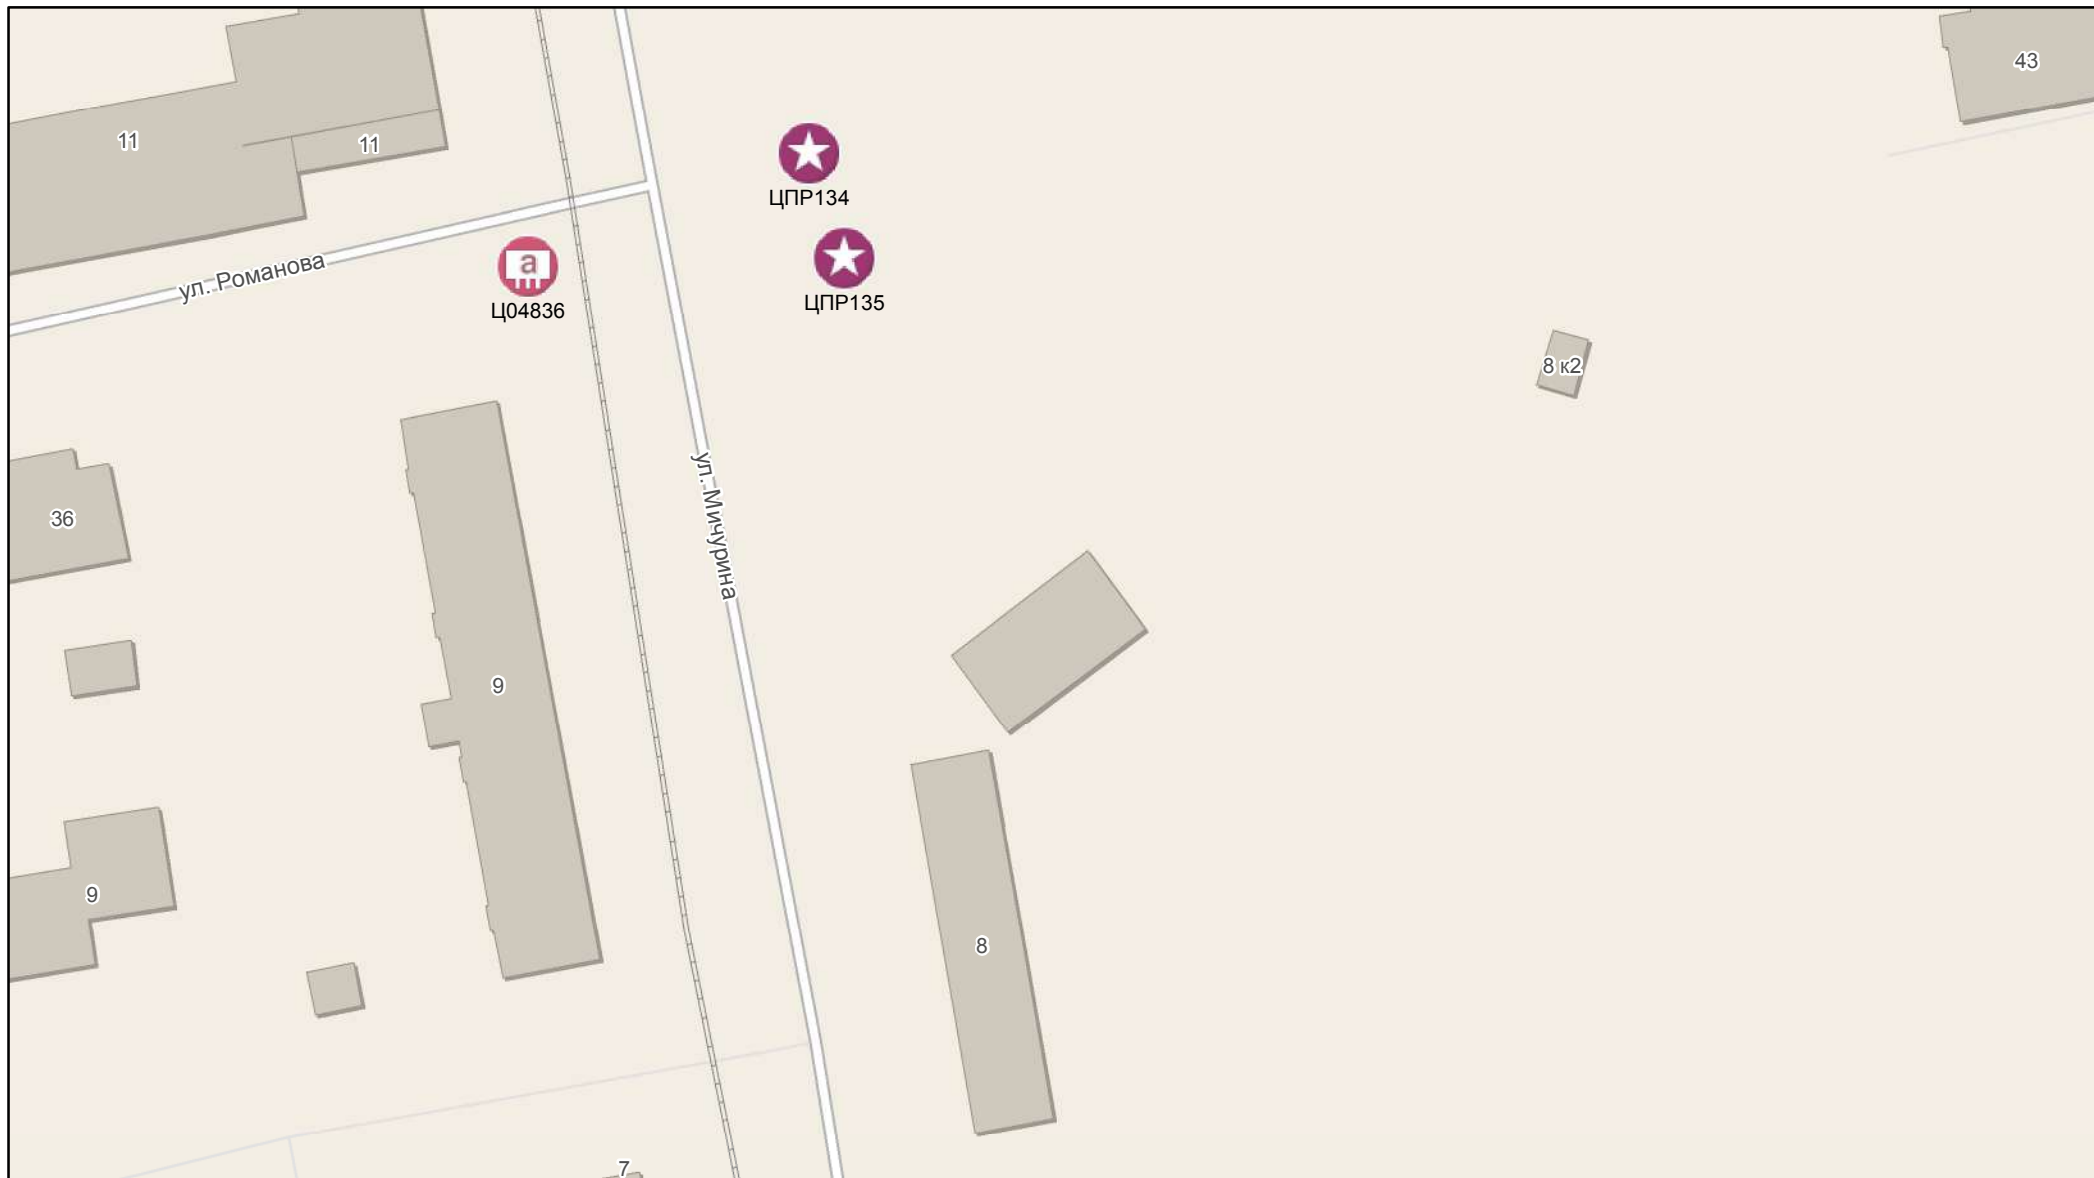 43
11
11
ЦПР134
а
ул. Романова
Ц04836
ЦПР135
8 к2
36
ул. Мичурина
9
9
8
7